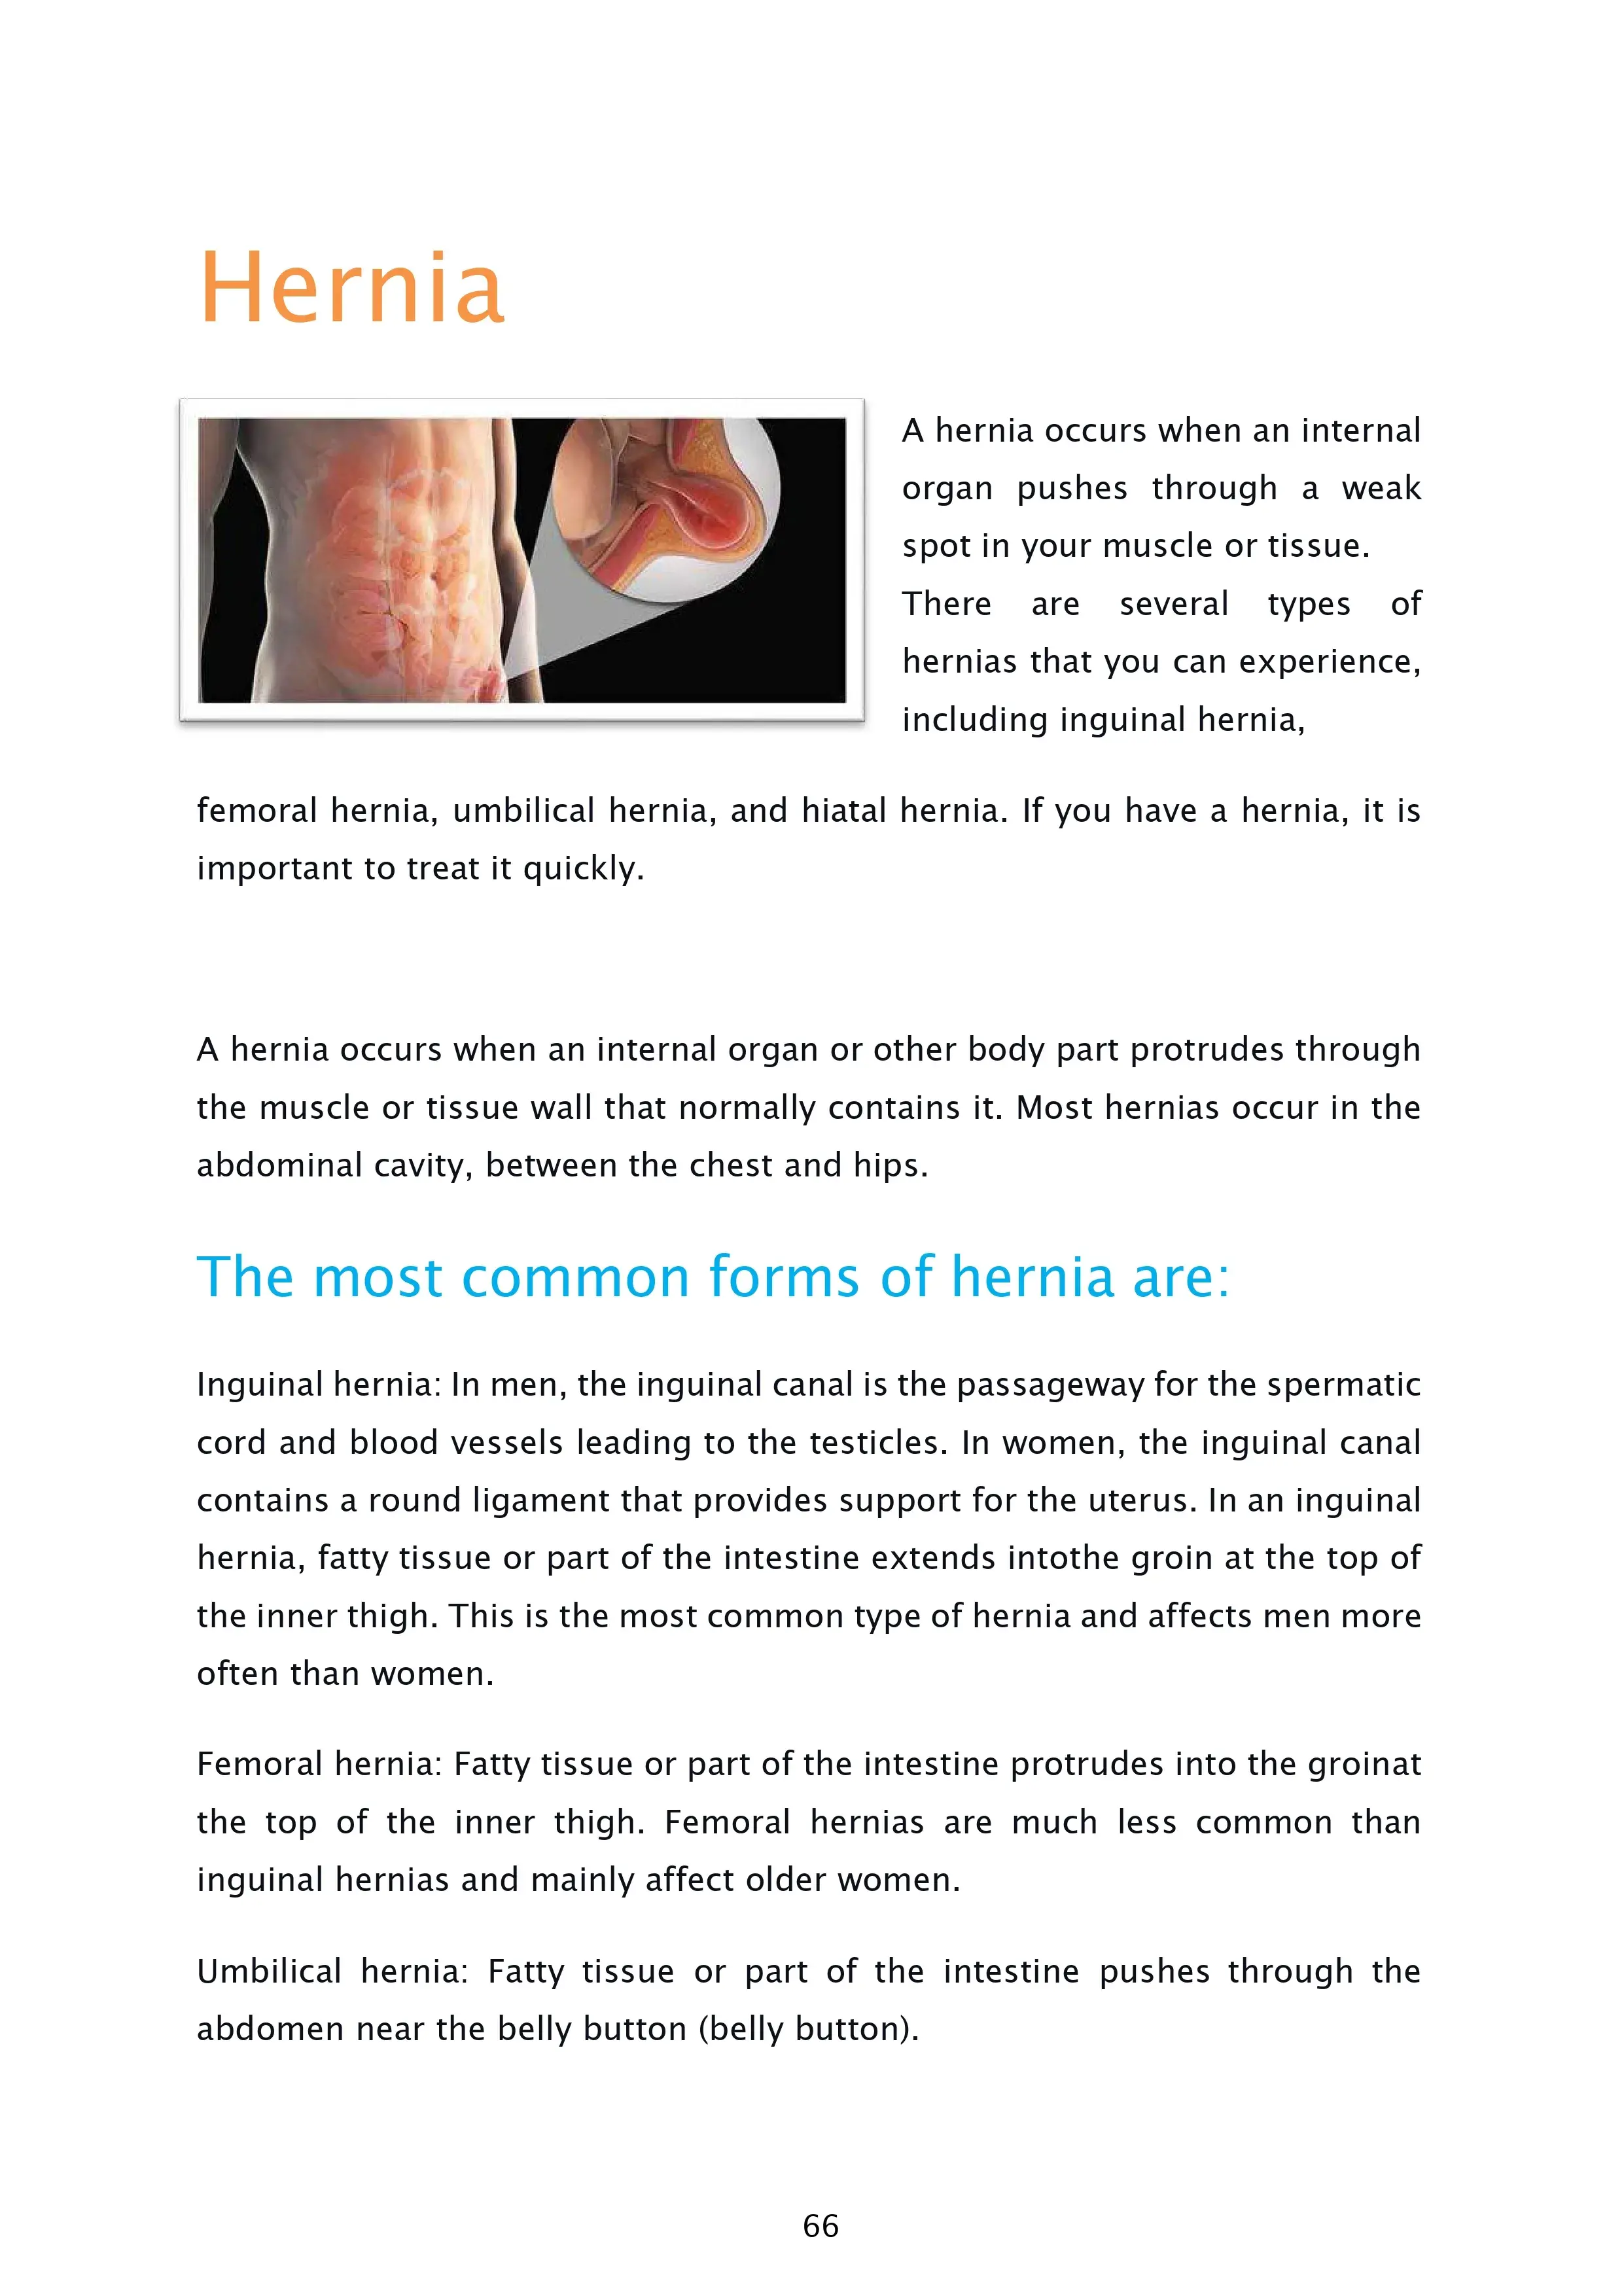 Hernia
A hernia occurs when an internal
organ pushes through a weak
spot in your muscle or tissue.
There are several types of
hernias that you can experience,
including inguinal hernia,
femoral hernia, umbilical hernia, and hiatal hernia. If you have a hernia, it is
important to treat it quickly.
A hernia occurs when an internal organ or other body part protrudes through
the muscle or tissue wall that normally contains it. Most hernias occur in the
abdominal cavity, between the chest and hips.
The most common forms of hernia are:
Inguinal hernia: In men, the inguinal canal is the passageway for the spermatic
cord and blood vessels leading to the testicles. In women, the inguinal canal
contains a round ligament that provides support for the uterus. In an inguinal
hernia, fatty tissue or part of the intestine extends intothe groin at the top of
the inner thigh. This is the most common type of hernia and affects men more
often than women.
Femoral hernia: Fatty tissue or part of the intestine protrudes into the groinat
the top of the inner thigh. Femoral hernias are much less common than
inguinal hernias and mainly affect older women.
Umbilical hernia: Fatty tissue or part of the intestine pushes through the
abdomen near the belly button (belly button).
66